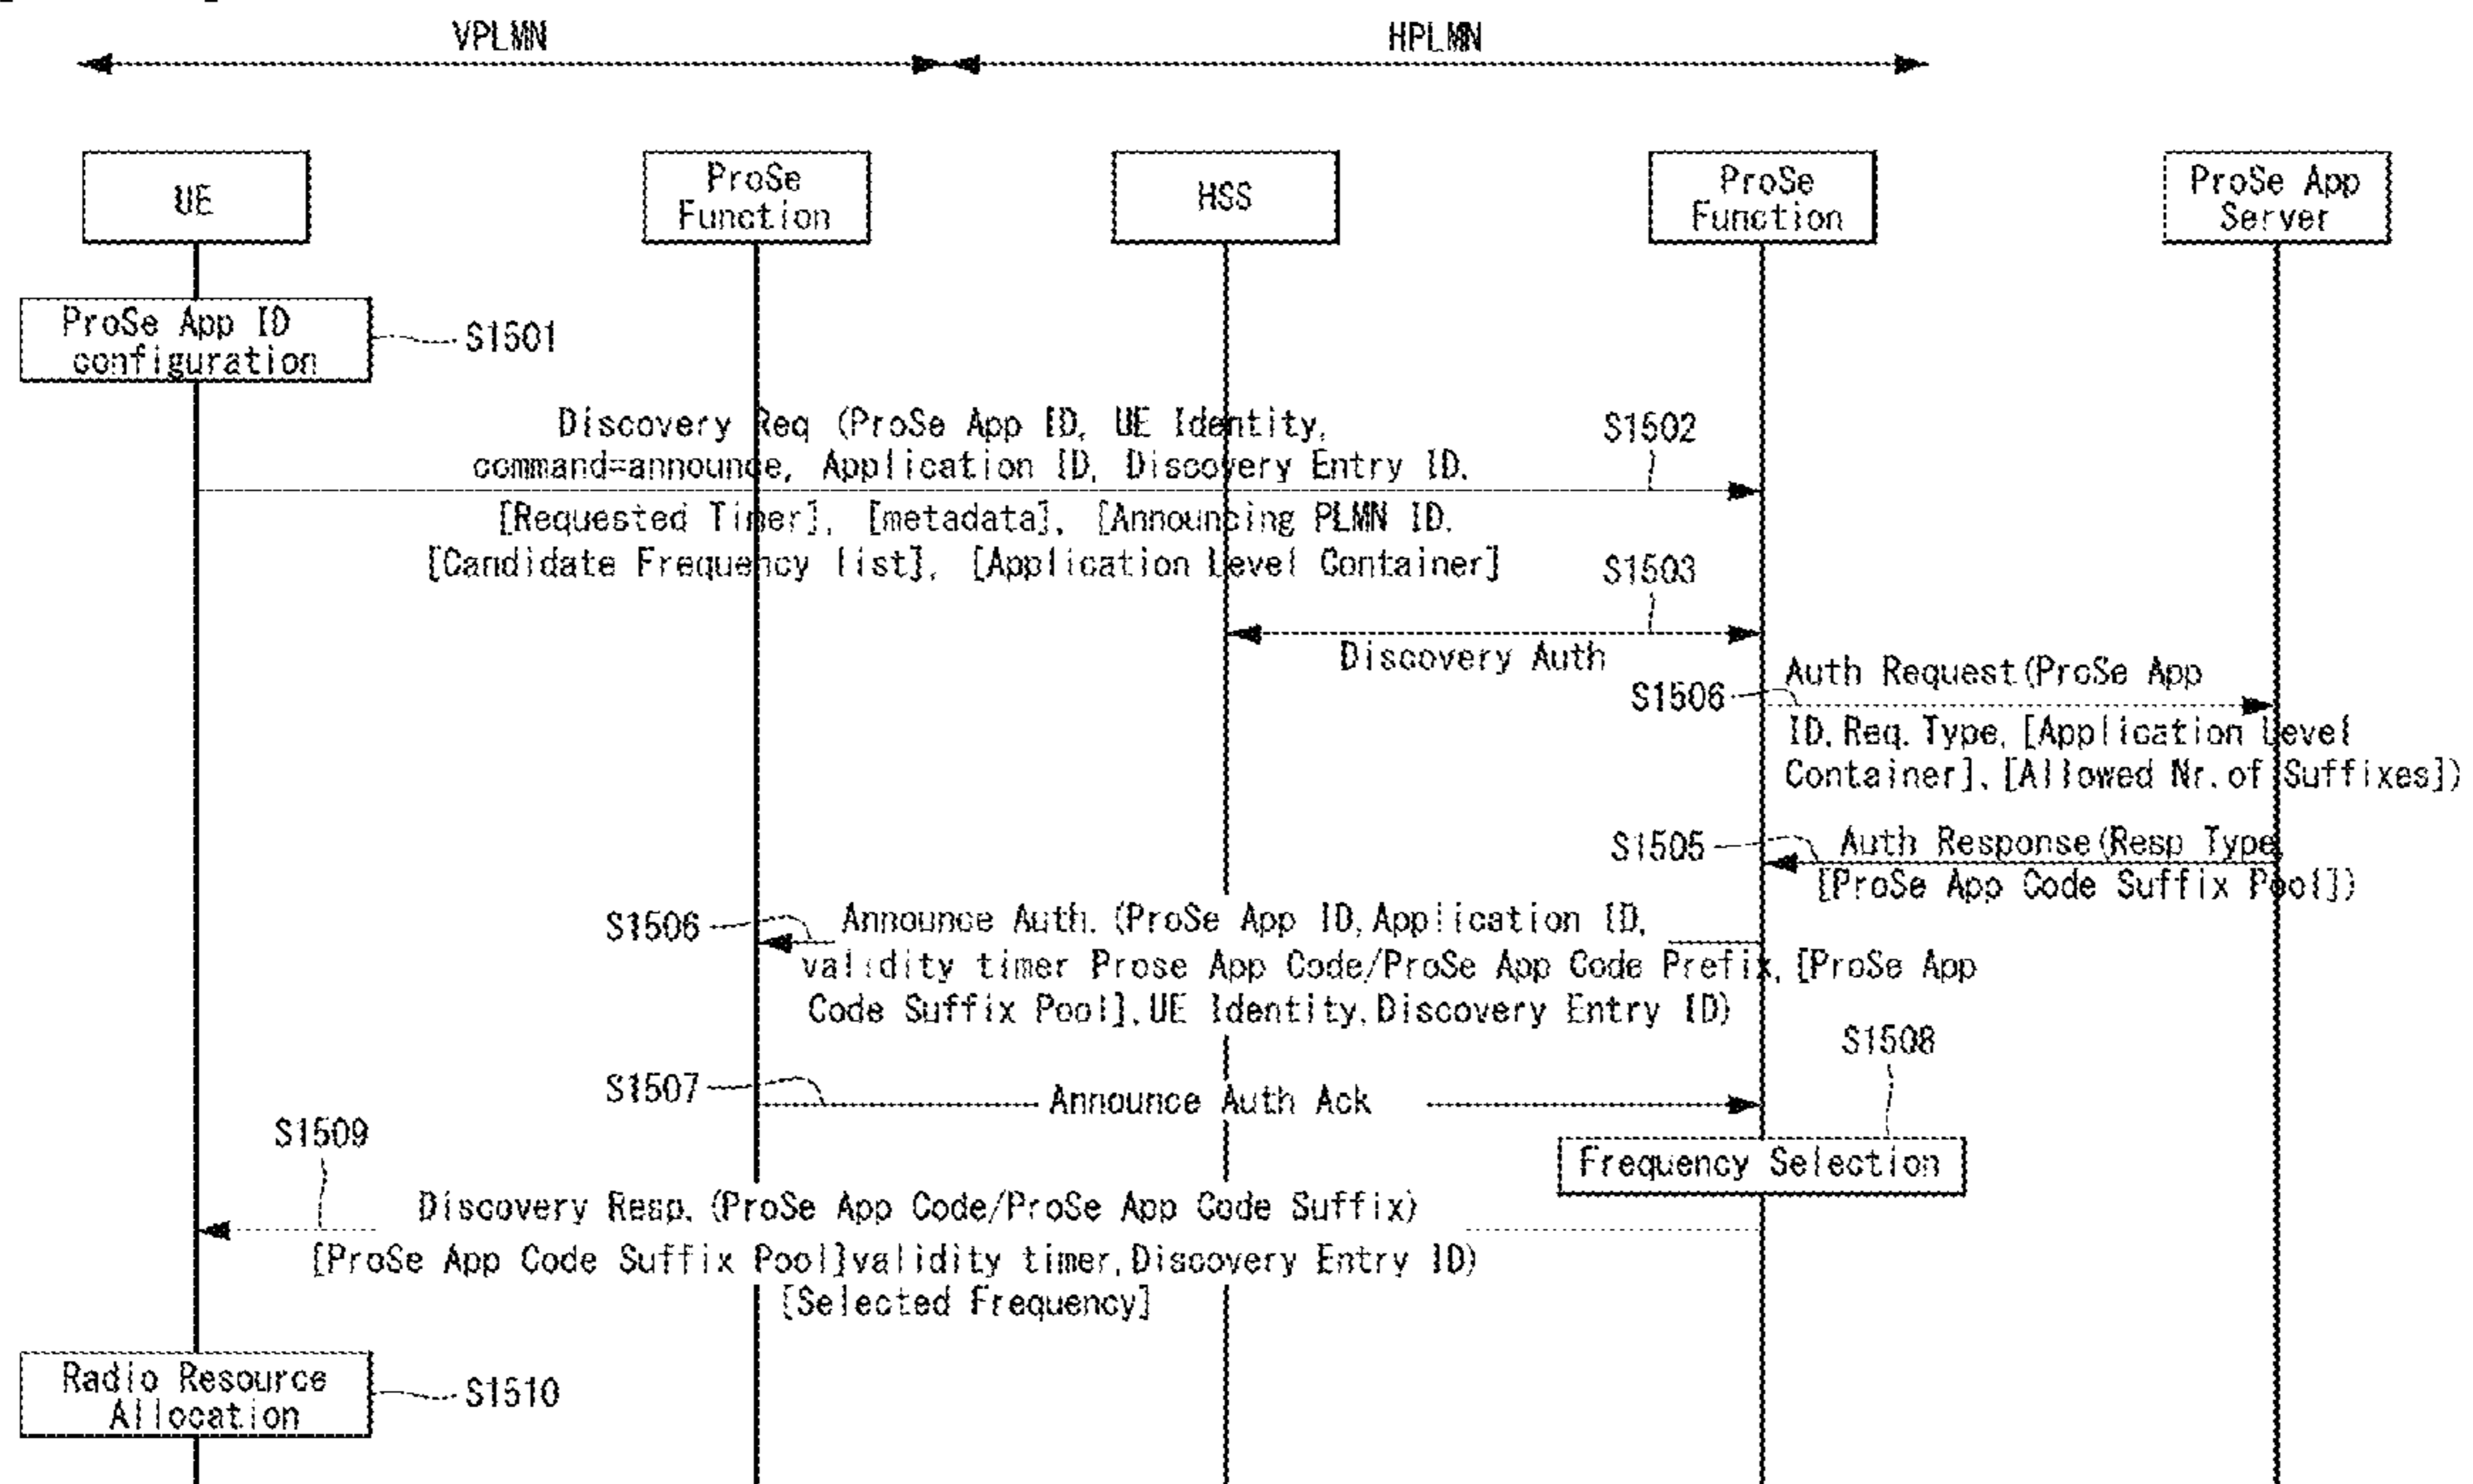 VPLMN
HPLMN
UE
ProSe
Function
HSS
ProSe
Function
ProSe App
Server
ProSe App ID
configuration
S1501
Discovery Req (ProSe App ID, UE Identity,
command=announce, Application ID, Discovery Entry ID,
S1502
[Requested Timer], [metadata], [Announcing PLMN ID,
[Candidate Frequency list], [Application Level Container]
S1503
Discovery Auth
S1506
Auth Request(ProSe App
ID, Req. Type, [Application Level
Container], [Allowed Nr. of Suffixes])
S1505
Auth Response(Resp Type,
[ProSe App Code Suffix Pool])
S1506
Announce Auth. (ProSe App ID, Application ID,
validity timer Prose App Code/ProSe App Code Prefix, [ProSe App
Code Suffix Pool], UE Identity, Discovery Entry ID)
S1508
S1507
Announce Auth Ack
Frequency Selection
S1509
Discovery Resp. (ProSe App Code/ProSe App Code Suffix)
[ProSe App Code Suffix Pool]validity timer, Discovery Entry ID)
[Selected Frequency]
Radio Resource
Allocation
S1510